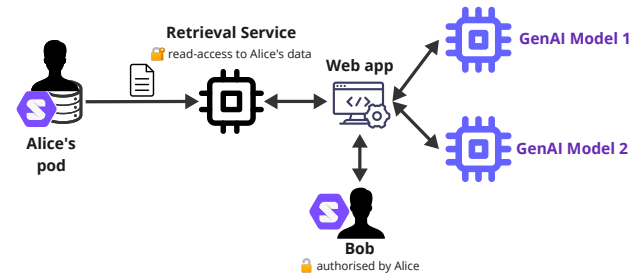 Retrieval Service
🔐 read-access to Alice's data
Web app
GenAI Model 1
</>
Alice's
pod
GenAI Model 2
Bob
🔓 authorised by Alice